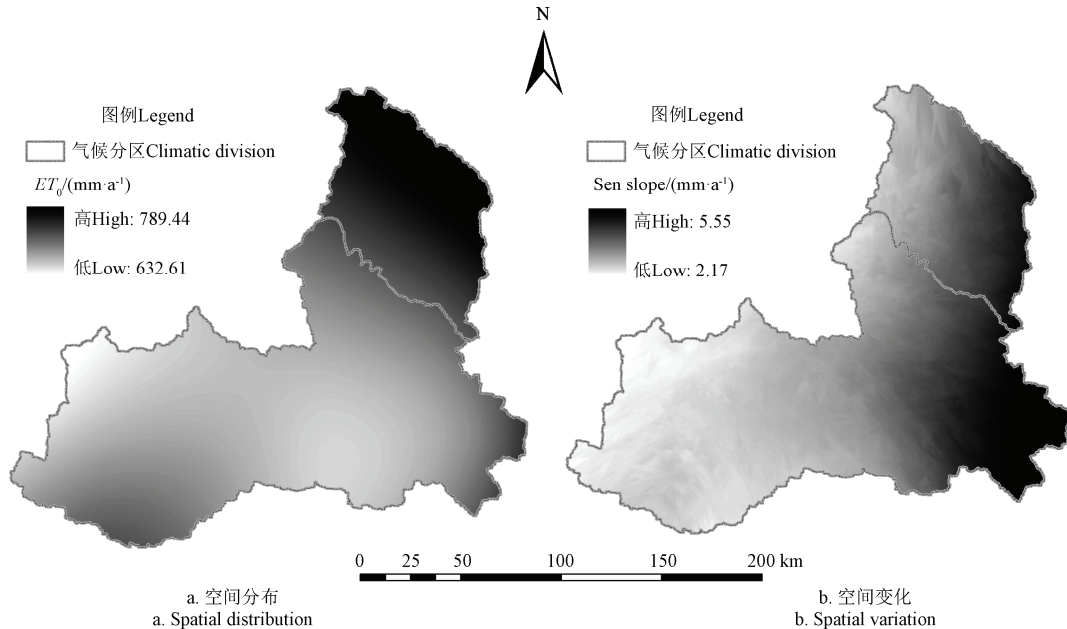 N
图例Legend
气候分区Climatic division
ET₀/(mm·a⁻¹)
高High: 789.44
低Low: 632.61
图例Legend
气候分区Climatic division
Sen slope/(mm·a⁻¹)
高High: 5.55
低Low: 2.17
0 25 50 100 150 200 km
a. 空间分布
a. Spatial distribution
b. 空间变化
b. Spatial variation